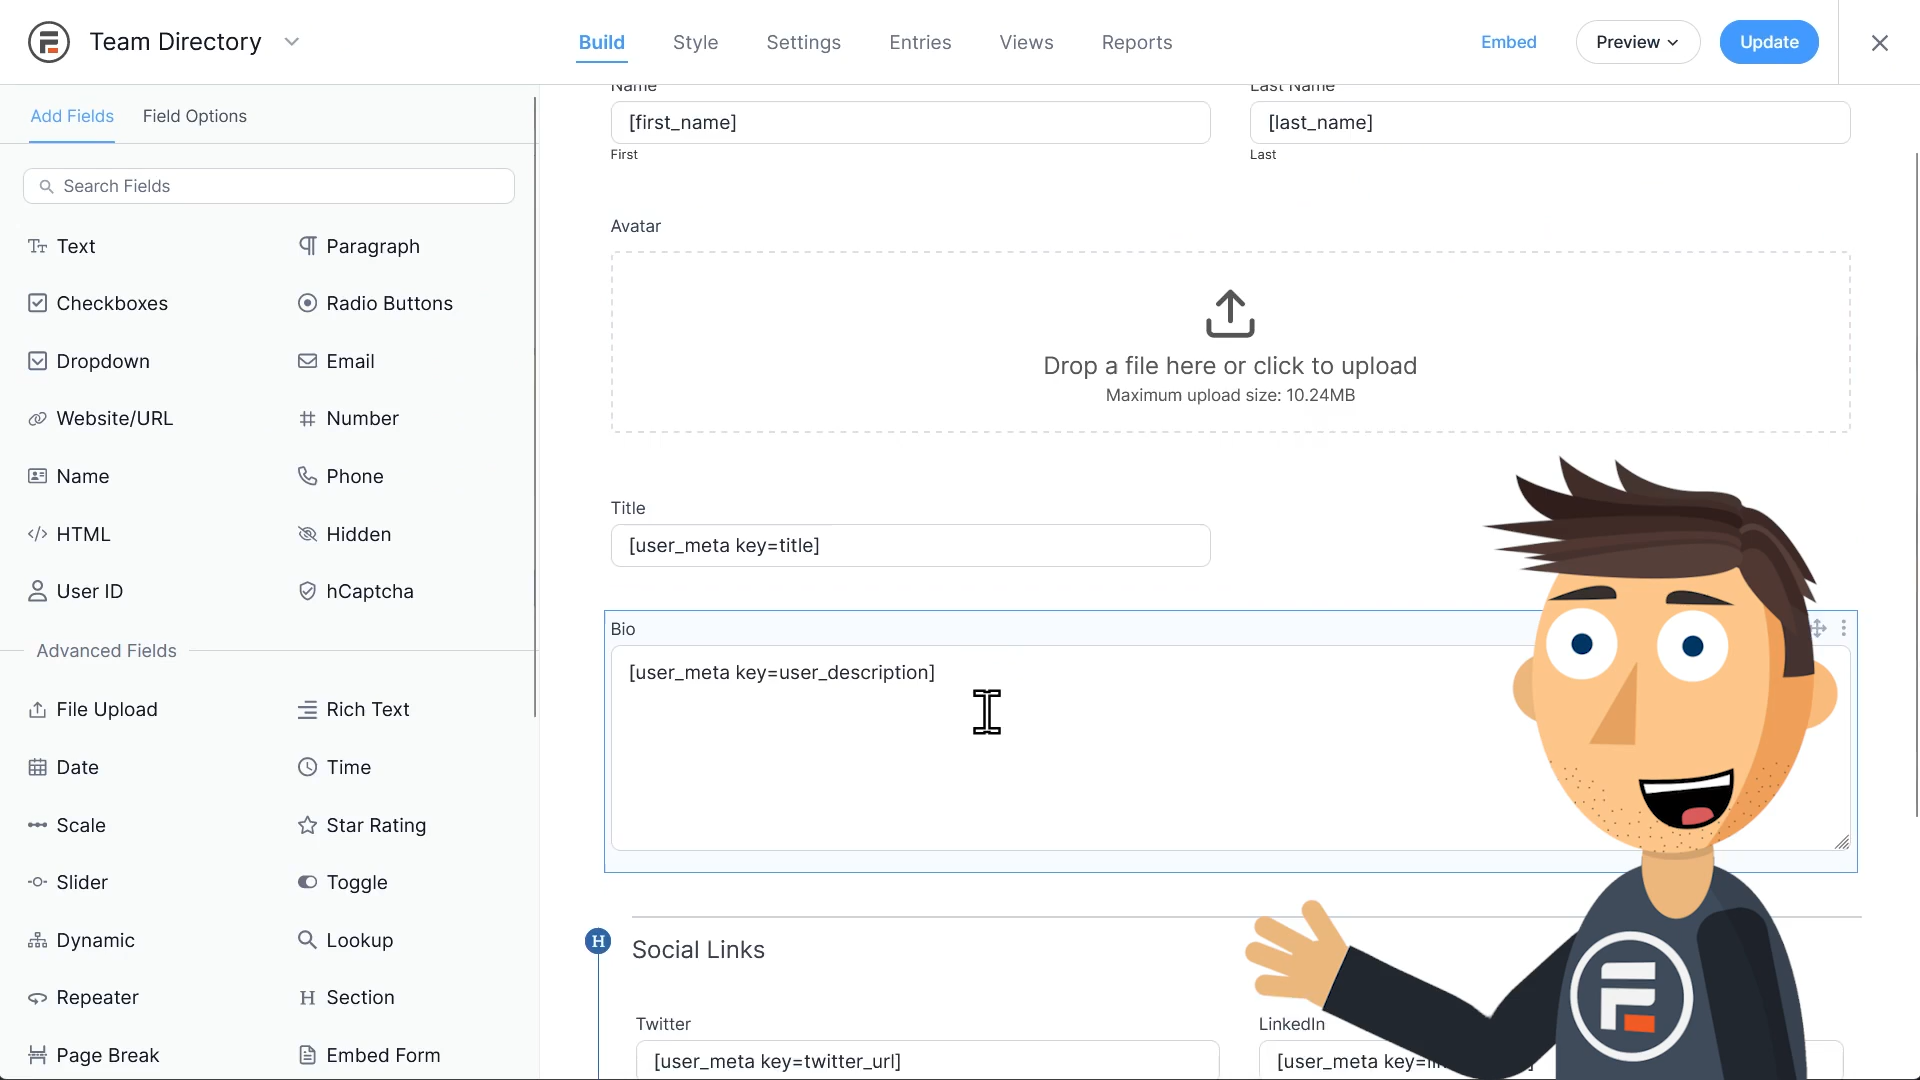 Team Directory
Build
Style
Settings
Entries
Views
Reports
Embed
Preview
Update
Add Fields
Field Options
Search Fields
Text
Paragraph
Checkboxes
Radio Buttons
Dropdown
Email
Website/URL
Number
Name
Phone
HTML
Hidden
User ID
hCaptcha
Advanced Fields
File Upload
Rich Text
Date
Time
Scale
Star Rating
Slider
Toggle
Dynamic
Lookup
Repeater
H Section
Page Break
Embed Form
Name
Last Name
[first_name]
[last_name]
First
Last
Avatar
Drop a file here or click to upload
Maximum upload size: 10.24MB
Title
[user_meta key=title]
Bio
[user_meta key=user_description]
H
Social Links
Twitter
LinkedIn
[user_meta key=twitter_url]
[user_meta